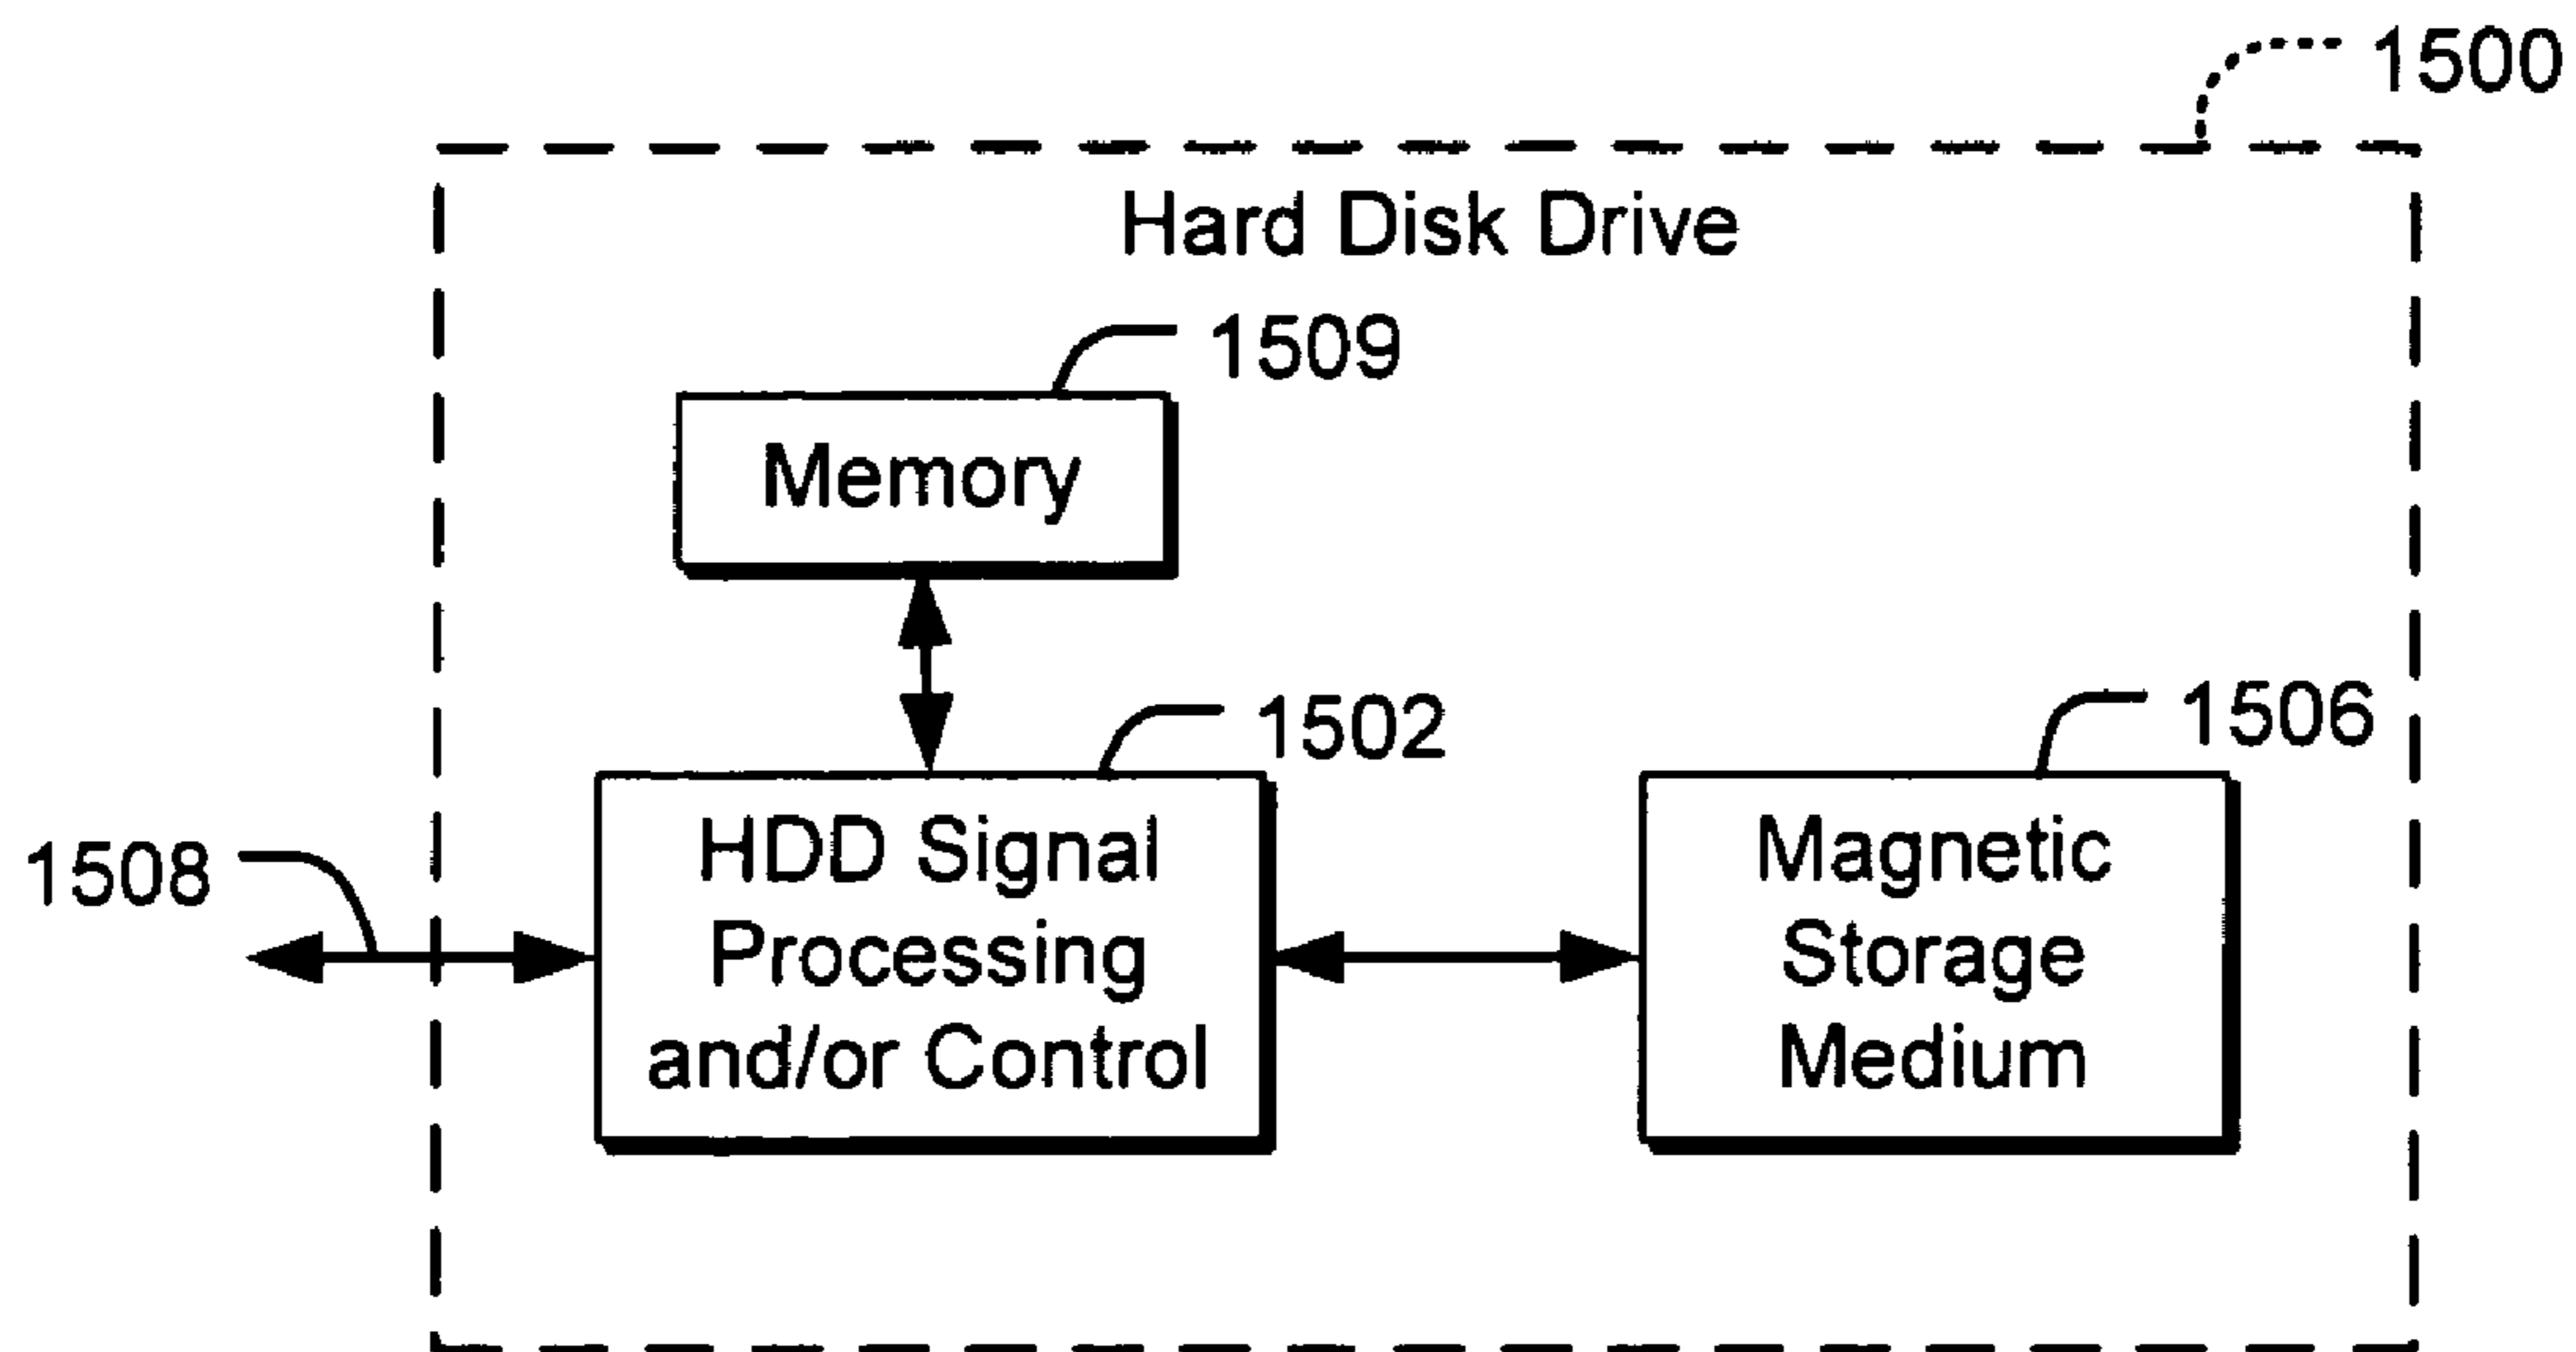 1500
Hard Disk Drive
1509
Memory
1502
1506
HDD Signal
Processing
and/or Control
Magnetic
Storage
Medium
1508